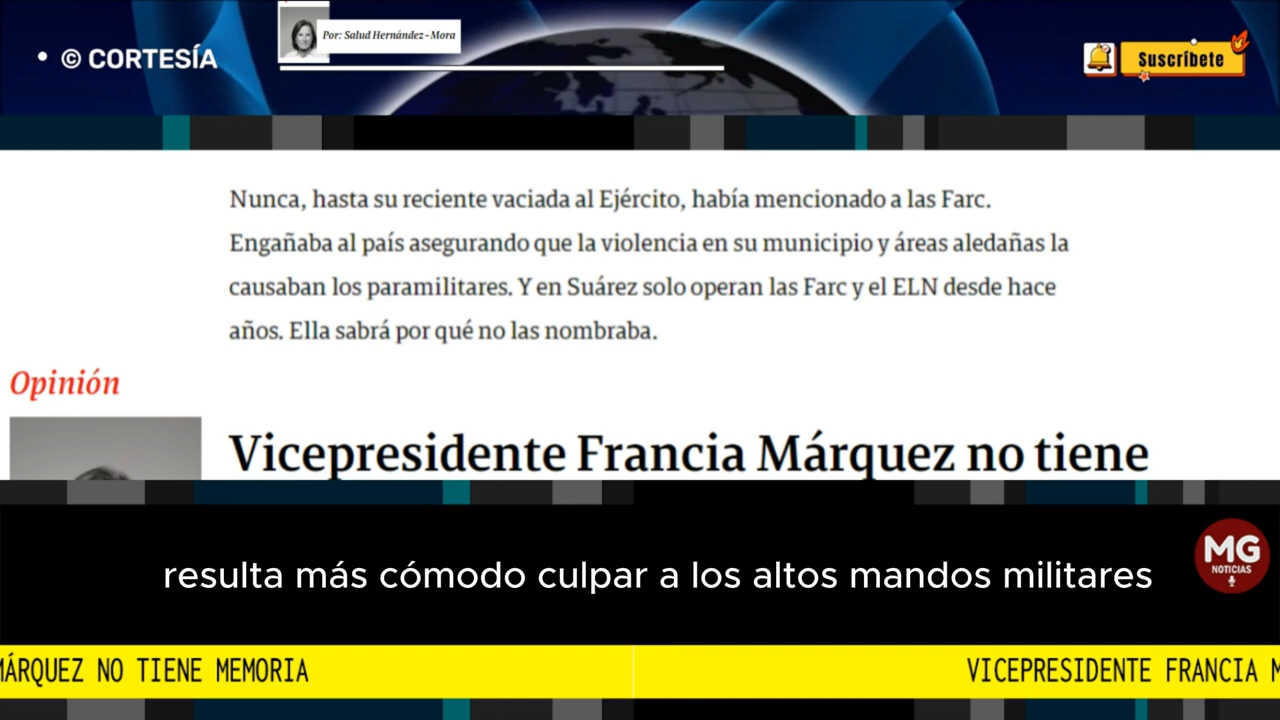 • © CORTESÍA
Por: Salud Hernández-Mora
Suscríbete
Nunca, hasta su reciente vaciada al Ejército, había mencionado a las Farc.
Engañaba al país asegurando que la violencia en su municipio y áreas aledañas la
causaban los paramilitares. Y en Suárez solo operan las Farc y el ELN desde hace
años. Ella sabrá por qué no las nombraba.
Opinión
Vicepresidente Francia Márquez no tiene
resulta más cómodo culpar a los altos mandos militares
MG
NOTICIAS
MÁRQUEZ NO TIENE MEMORIA
VICEPRESIDENTE FRANCIA M